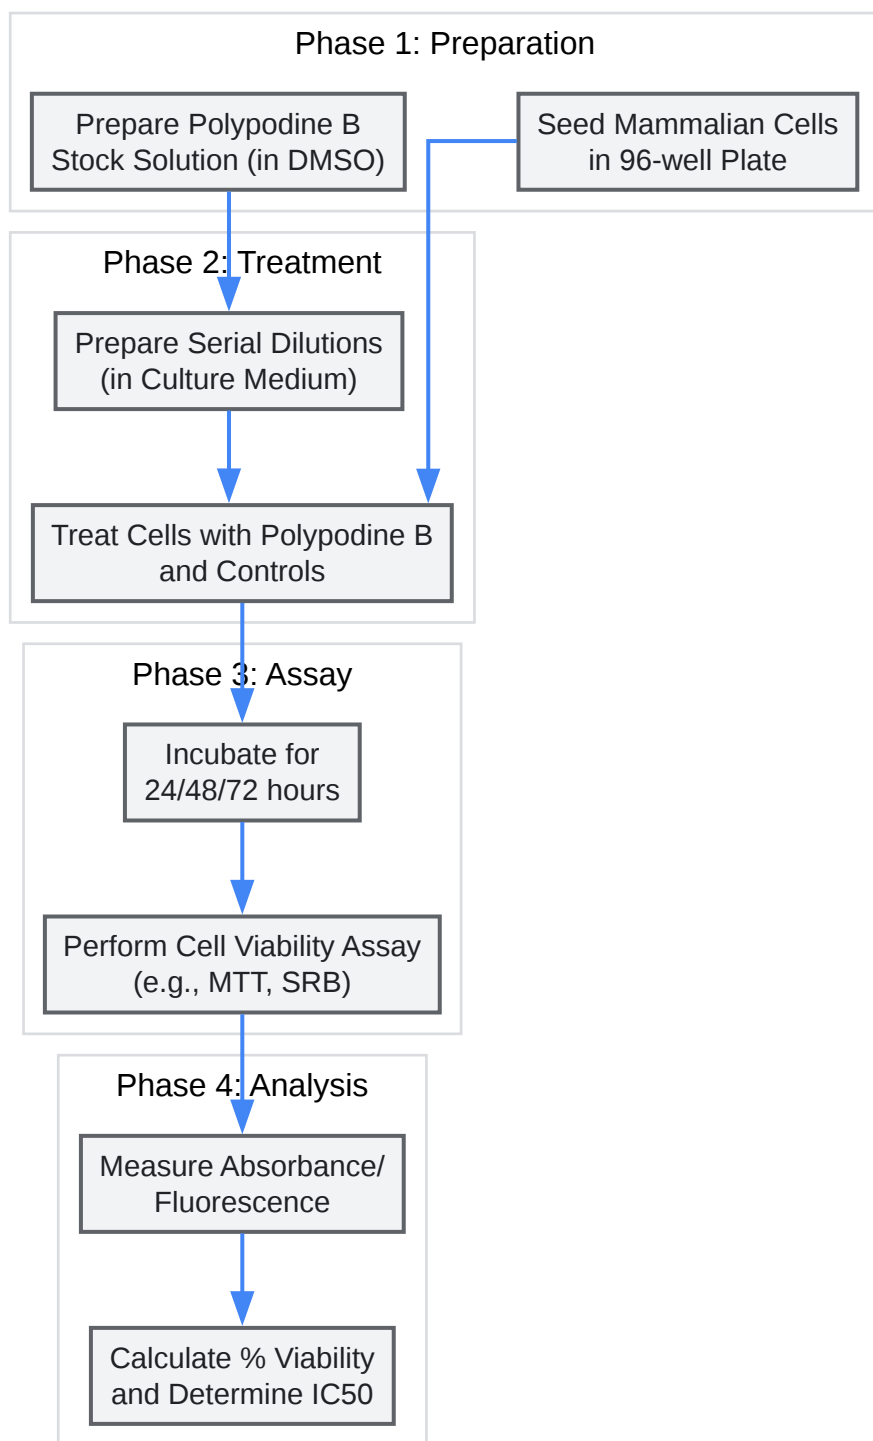 Phase 1: Preparation
Prepare Polypodine B
Stock Solution (in DMSO)
Seed Mammalian Cells
in 96-well Plate
Phase 2: Treatment
Prepare Serial Dilutions
(in Culture Medium)
Treat Cells with Polypodine B
and Controls
Phase 3: Assay
Incubate for
24/48/72 hours
Perform Cell Viability Assay
(e.g., MTT, SRB)
Phase 4: Analysis
Measure Absorbance/
Fluorescence
Calculate % Viability
and Determine IC50